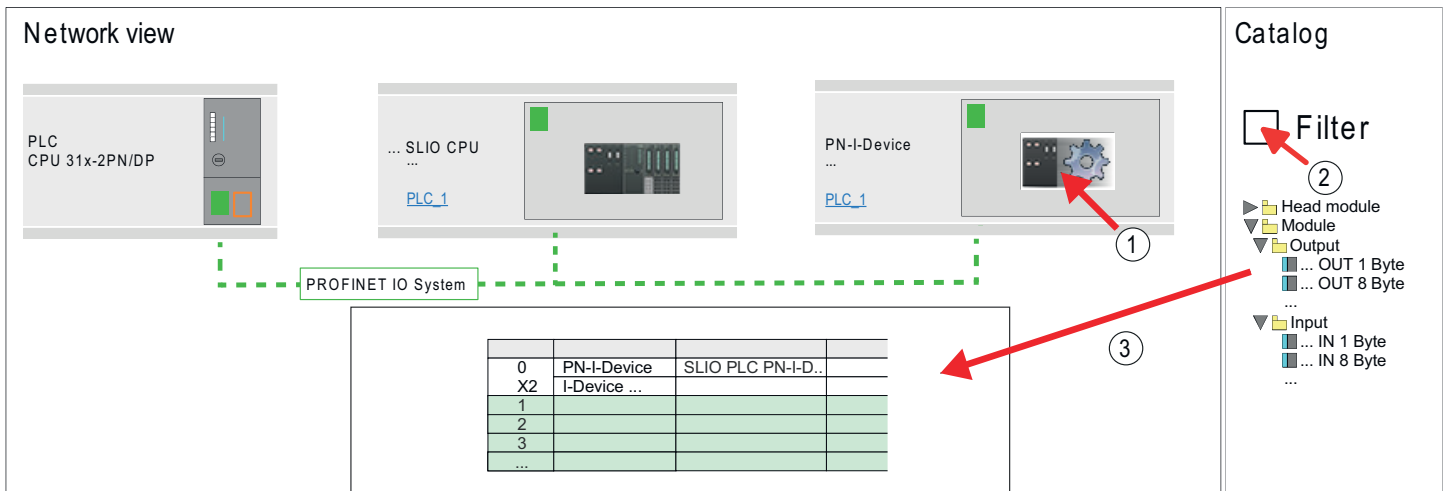 Network view
PLC
CPU 31x-2PN/DP
... SLIO CPU
...
PLC_1
PN-I-Device
...
PLC_1
1
PROFINET IO System
0 PN-I-Device SLIO PLC PN-I-D..
X2 I-Device ...
1
2
3
...
3
Catalog
Filter
2
Head module
Module
Output
... OUT 1 Byte
... OUT 8 Byte
...
Input
... IN 1 Byte
... IN 8 Byte
...